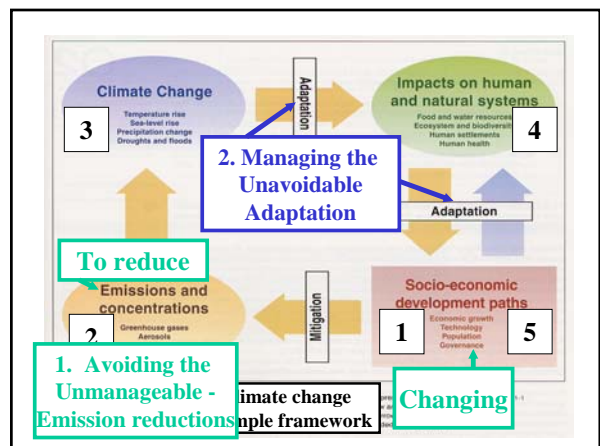 Climate Change
Temperature rise
Sea-level rise
Precipitation change
Droughts and floods
3
Adaptation
Impacts on human
and natural systems
Food and water resources
Ecosystem and biodiversity
Human settlements
Human health
4
2. Managing the
Unavoidable
Adaptation
Adaptation
To reduce
Emissions and
concentrations
Greenhouse gases
Aerosols
2
Mitigation
Socio-economic
development paths
Economic growth
Technology
Population
Governance
1
5
1. Avoiding the
Unmanageable -
Emission reductions
Changing
limate change
mple framework